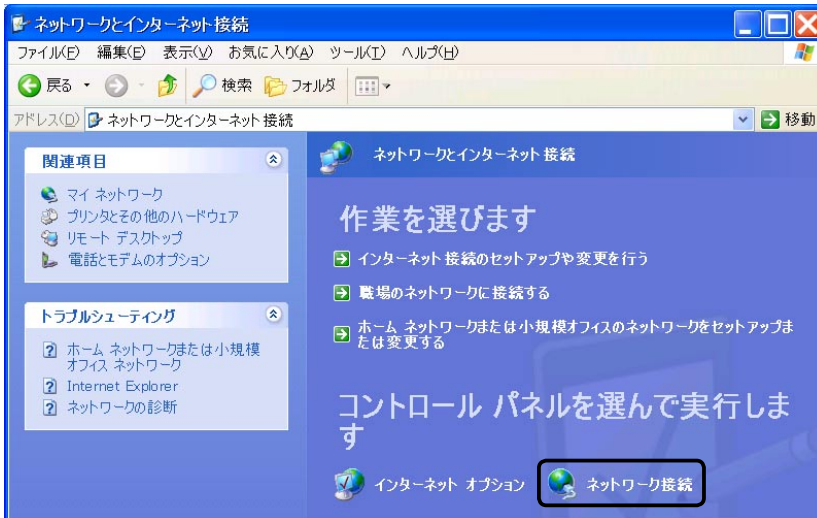 ネットワークとインターネット接続
ファイル(F) 編集(E) 表示(V) お気に入り(A) ツール(T) ヘルプ(H)
戻る 検索 フォルダ
アドレス(D) ネットワークとインターネット接続 移動
関連項目
マイ ネットワーク
プリンタとその他のハードウェア
リモート デスクトップ
電話とモデムのオプション
トラブルシューティング
ホーム ネットワークまたは小規模
オフィス ネットワーク
Internet Explorer
ネットワークの診断
ネットワークとインターネット接続
作業を選びます
インターネット接続のセットアップや変更を行う
職場のネットワークに接続する
ホーム ネットワークまたは小規模オフィスのネットワークをセットアップま
たは変更する
コントロール パネルを選んで実行しま
す
インターネット オプション ネットワーク接続